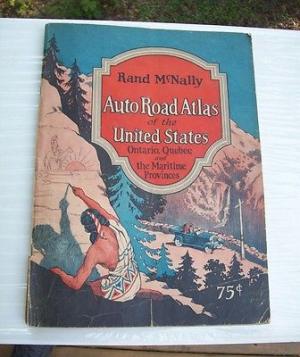 Rand McNally
Auto Road Atlas
of the
United States
Ontario, Quebec
and
the Maritime
Provinces
75¢